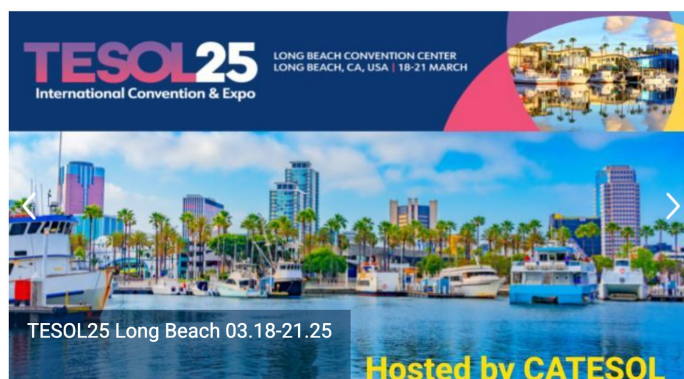 TESOL25
International Convention & Expo
LONG BEACH CONVENTION CENTER
LONG BEACH, CA, USA | 18-21 MARCH
TESOL25 Long Beach 03.18-21.25
Hosted by CATESOL